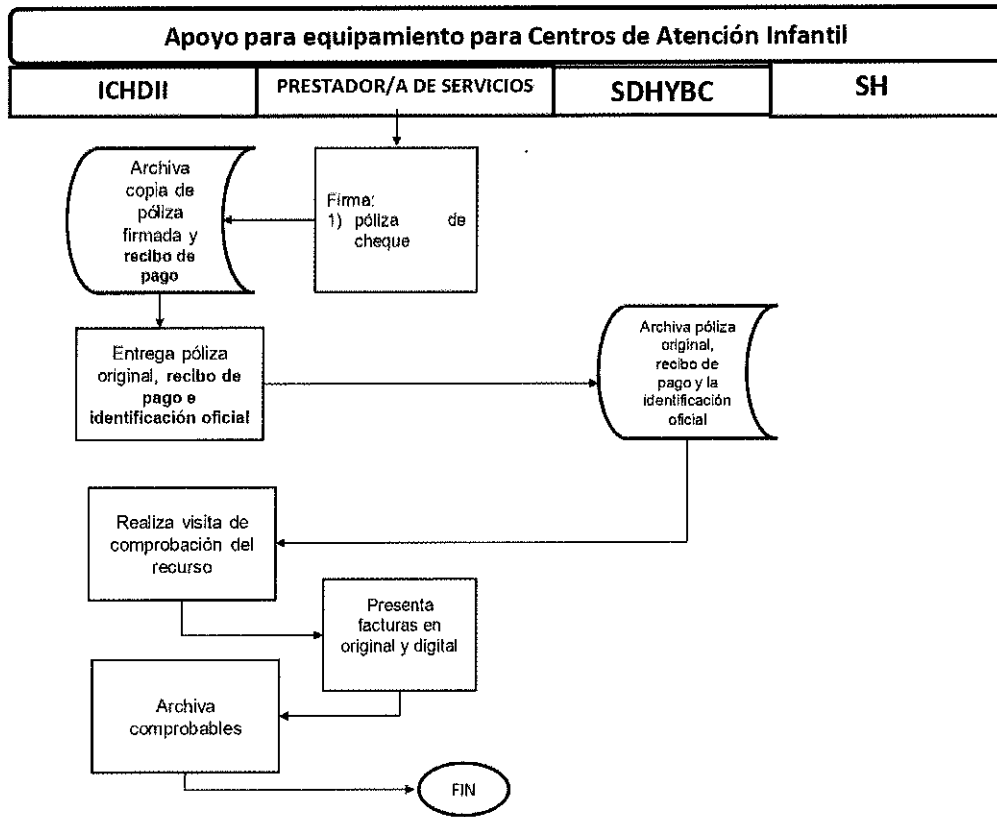 Apoyo para equipamiento para Centros de Atención Infantil
ICHDII
PRESTADOR/A DE SERVICIOS
SDHYBC
SH
Archiva
copia de
póliza
firmada y
recibo de
pago
Firma:
1) póliza de
cheque
Entrega póliza
original, recibo de
pago e
identificación oficial
Archiva póliza
original,
recibo de
pago y la
identificación
oficial
Realiza visita de
comprobación del
recurso
Presenta
facturas en
original y digital
Archiva
comprobables
FIN